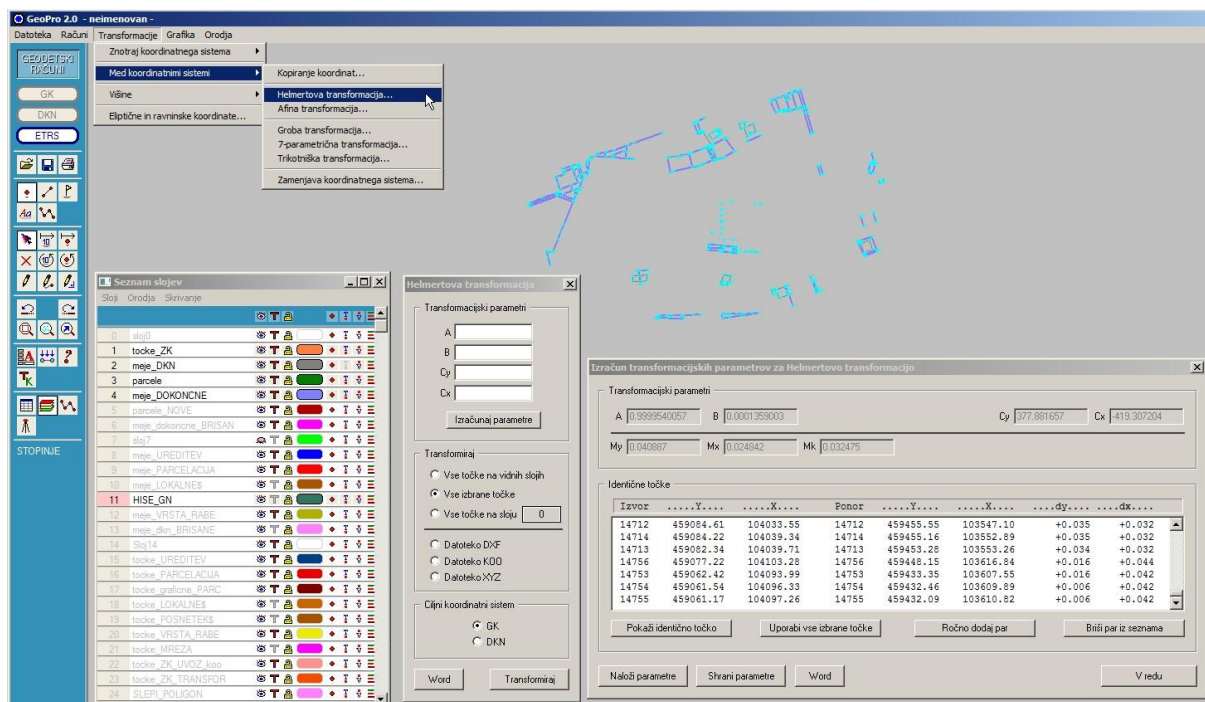 GeoPro 2.0 - neimenovan -
Datoteka Računi Transformacije Grafika Orodja
GEODETSKI
RAČUNI
GK
DKN
ETRS
STOPINJE
Znotraj koordinatnega sistema
Med koordinatnimi sistemi
Višine
Eliptične in ravninske koordinate...
Kopiranje koordinat...
Helmertova transformacija...
Afina transformacija...
Groba transformacija...
7-parametrična transformacija...
Trikotniška transformacija...
Zamenjava koordinatnega sistema...
Seznam slojev
Sloji Orodja Skrivanje
0 sloj0
1 tocke_ZK
2 meje_DKN
3 parcele
4 meje_DOKONCNE
5 parcele_NOVE
6 meje_dokoncne_BRISAN
7 sloj7
8 meje_UREDITEV
9 meje_PARCELACIJA
10 meje_LOKALNE$
11 HISE_GN
12 meje_VRSTA_RABE
13 meje_dkn_BRISANE
14 Sloj14
15 tocke_UREDITEV
16 tocke_PARCELACIJA
17 tocke_graficne_PARC
18 tocke_LOKALNE$
19 tocke_POSNETEK$
20 tocke_VRSTA_RABE
21 tocke_MREZA
22 tocke_ZK_UVOZ_koo
23 tocke_ZK_TRANSFOR
24 SLEPI_POLIGON
Helmertova transformacija
Transformacijski parametri
A
B
Cy
Cx
Izračunaj parametre
Transformiraj
Vse točke na vidnih slojih
Vse izbrane točke
Vse točke na sloju 0
Datoteko DXF
Datoteko KOO
Datoteko XYZ
Ciljni koordinatni sistem
GK
DKN
Word Transformiraj
Izračun transformacijskih parametrov za Helmertovo transformacijo
Transformacijski parametri
A 0.9999540057 B 0.0001359003 Cy 377.881657 Cx -419.307204
My 0.040887 Mx 0.024842 Mk 0.032475
Identične točke
Izvor .....Y.... .....X.... Ponor .....Y.... .....X.... ....dy.... ....dx....
14712 459084.61 104033.55 14712 459455.55 103547.10 +0.035 +0.032
14714 459084.22 104039.34 14714 459455.16 103552.89 +0.035 +0.032
14713 459082.34 104039.71 14713 459453.28 103553.26 +0.034 +0.032
14756 459077.22 104103.28 14756 459448.15 103616.84 +0.016 +0.044
14753 459062.42 104093.99 14753 459433.35 103607.55 +0.016 +0.042
14754 459061.54 104096.33 14754 459432.46 103609.89 +0.006 +0.042
14755 459061.17 104097.26 14755 459432.09 103610.82 +0.006 +0.042
Pokaži identično točko Uporabi vse izbrane točke Ročno dodaj par Briši par iz seznama
Naloži parametre Shrani parametre Word V redu